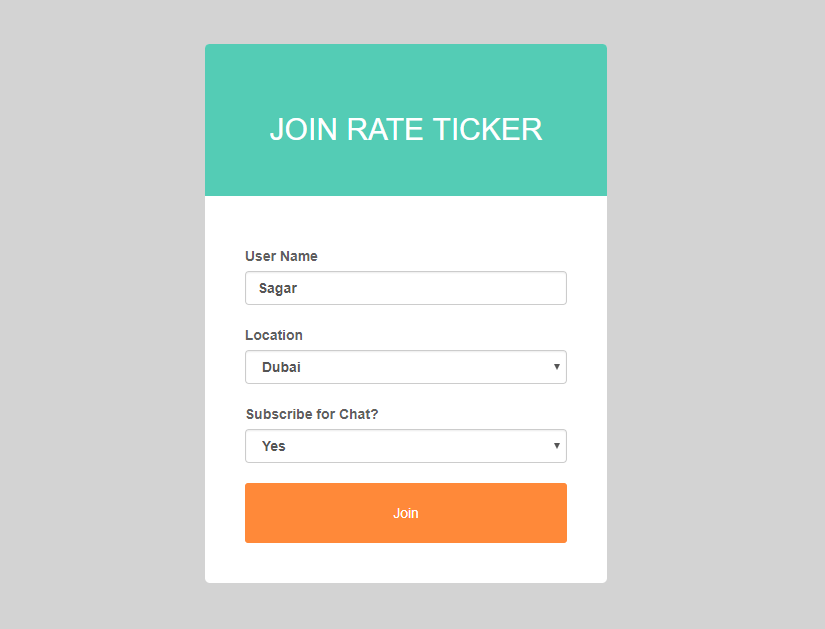 JOIN RATE TICKER
User Name
Sagar
Location
Dubai
Subscribe for Chat?
Yes
Join